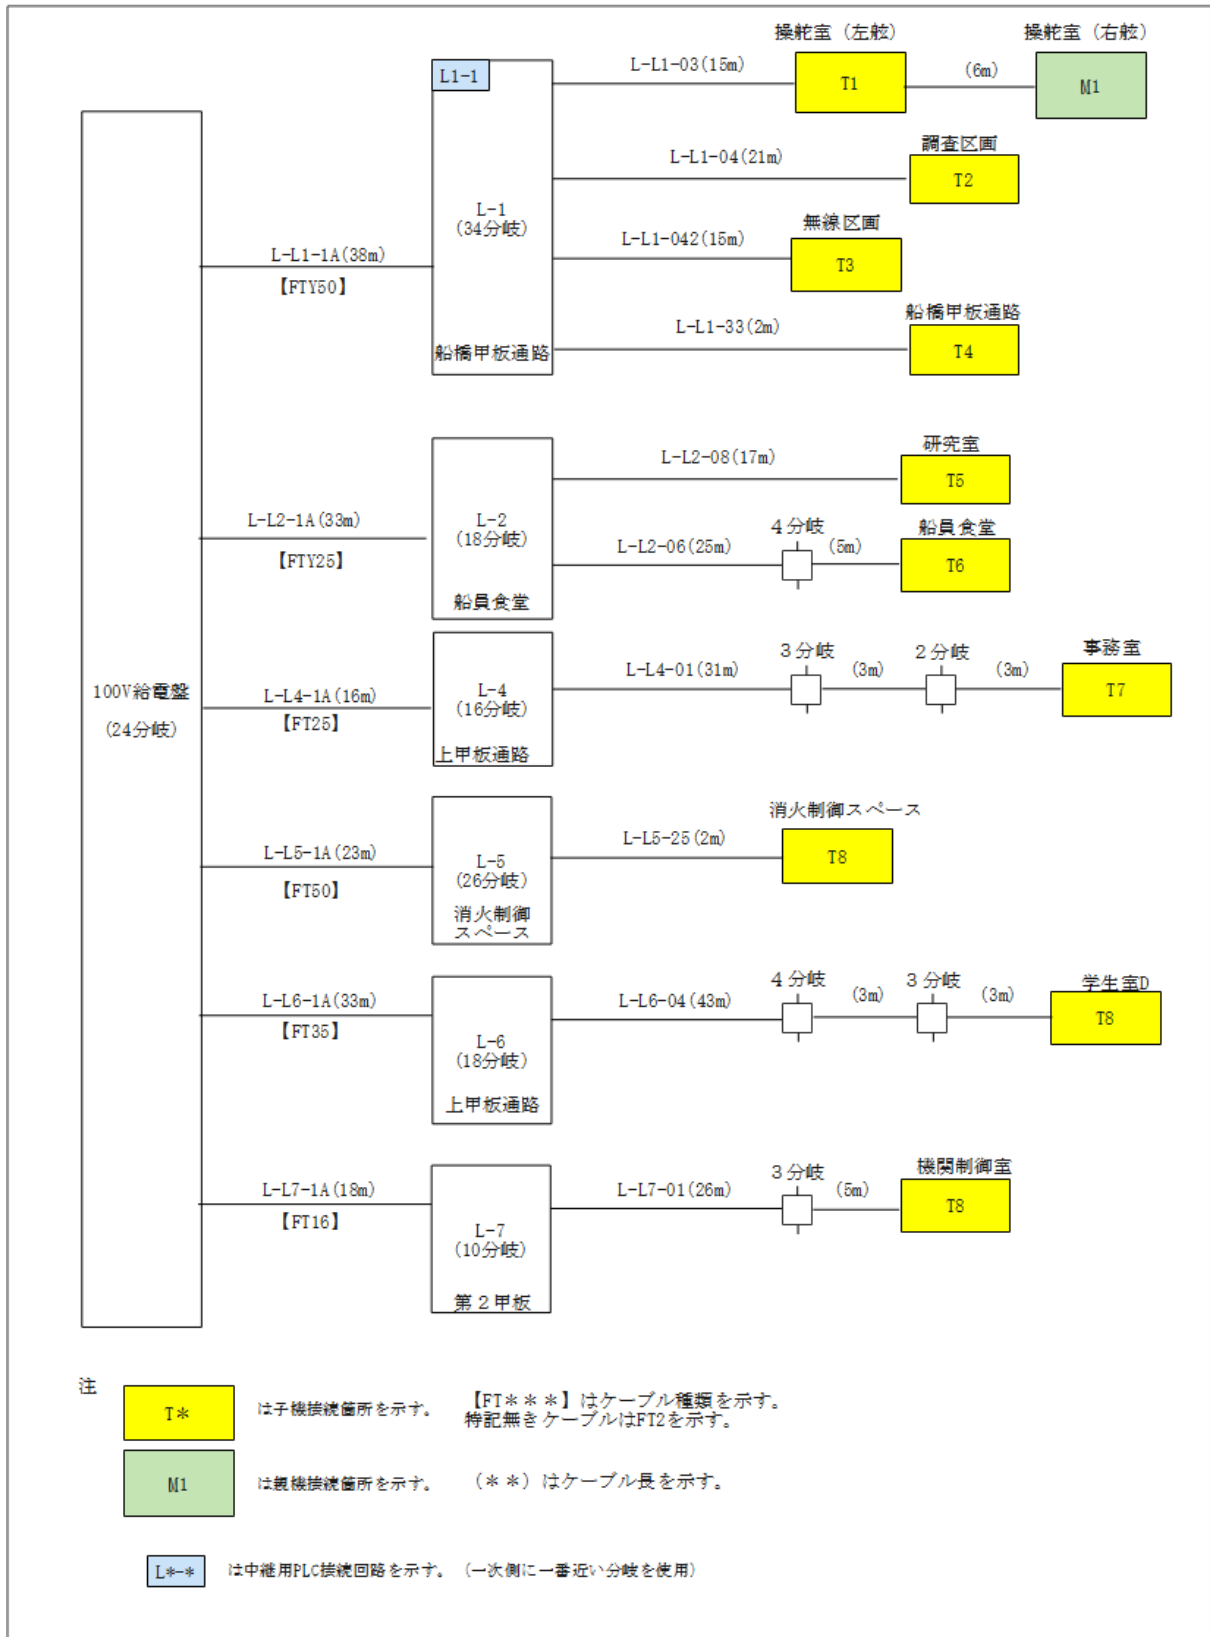 操舵室（左舷）
操舵室（右舷）
L1-1
L-L1-03(15m)
T1
(6m)
M1
L-L1-04(21m)
調査区画
T2
L-1
(34分岐)
L-L1-042(15m)
無線区画
T3
L-L1-1A(38m)
【FTY50】
L-L1-33(2m)
船橋甲板通路
T4
船橋甲板通路
L-L2-08(17m)
研究室
T5
L-L2-1A(33m)
【FTY25】
L-2
(18分岐)
L-L2-06(25m)
４分岐
(5m)
船員食堂
T6
船員食堂
100V給電盤
(24分岐)
L-L4-1A(16m)
【FT25】
L-4
(16分岐)
上甲板通路
L-L4-01(31m)
３分岐
(3m)
２分岐
(3m)
事務室
T7
L-L5-1A(23m)
【FT50】
L-5
(26分岐)
消火制御
スペース
L-L5-25(2m)
消火制御スペース
T8
L-L6-1A(33m)
【FT35】
L-6
(18分岐)
上甲板通路
L-L6-04(43m)
４分岐
(3m)
３分岐
(3m)
学生室D
T8
L-L7-1A(18m)
【FT16】
L-7
(10分岐)
第２甲板
L-L7-01(26m)
３分岐
(5m)
機関制御室
T8
注
T＊
は子機接続箇所を示す。
【FT＊＊＊】はケーブル種類を示す。
特記無きケーブルはFT2を示す。
M1
は親機接続箇所を示す。
（＊＊）はケーブル長を示す。
L*-*
は中継用PLC接続回路を示す。（一次側に一番近い分岐を使用）